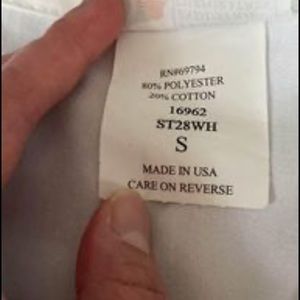 RN#69794
80% POLYESTER
20% COTTON
16962
ST28WH
S
MADE IN USA
CARE ON REVERSE